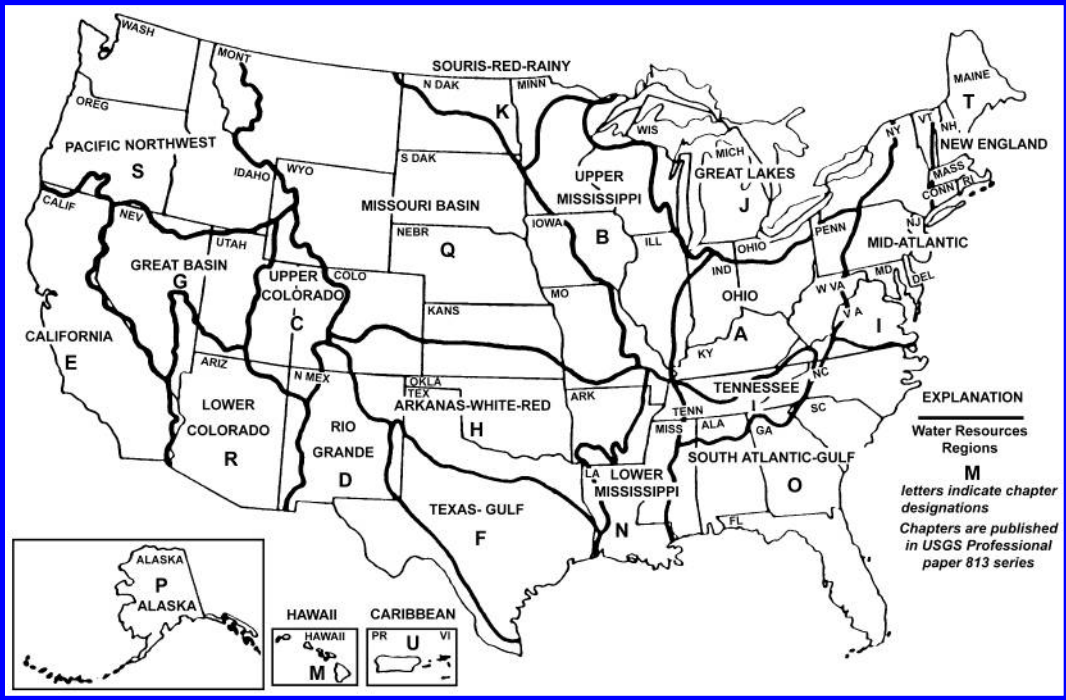 WASH
MONT
SOURIS-RED-RAINY
N DAK
MINN
MAINE
T
OREG
K
WIS
NY
VT
NH
NEW ENGLAND
PACIFIC NORTHWEST
S
IDAHO
WYO
S DAK
MICH
GREAT LAKES
J
MASS
CONN
RI
UPPER
MISSISSIPPI
B
CALIF
NEV
UTAH
MISSOURI BASIN
NEBR
Q
IOWA
ILL
IND
OHIO
PENN
NJ
MID-ATLANTIC
MD
DEL
GREAT BASIN
G
UPPER
COLORADO
C
COLO
KANS
MO
OHIO
A
W VA
VA
I
KY
CALIFORNIA
E
ARIZ
N MEX
OKLA
TEX
ARKANAS-WHITE-RED
H
ARK
TENNESSEE
L
TENN
NC
SC
MISS
ALA
GA
LOWER
COLORADO
R
RIO
GRANDE
D
SOUTH ATLANTIC-GULF
O
LA
LOWER
MISSISSIPPI
N
TEXAS- GULF
F
FL
EXPLANATION
Water Resources
Regions
M
letters indicate chapter
designations
Chapters are published
in USGS Professional
paper 813 series
ALASKA
P
ALASKA
HAWAII
HAWAII
M
CARIBBEAN
PR
U
VI